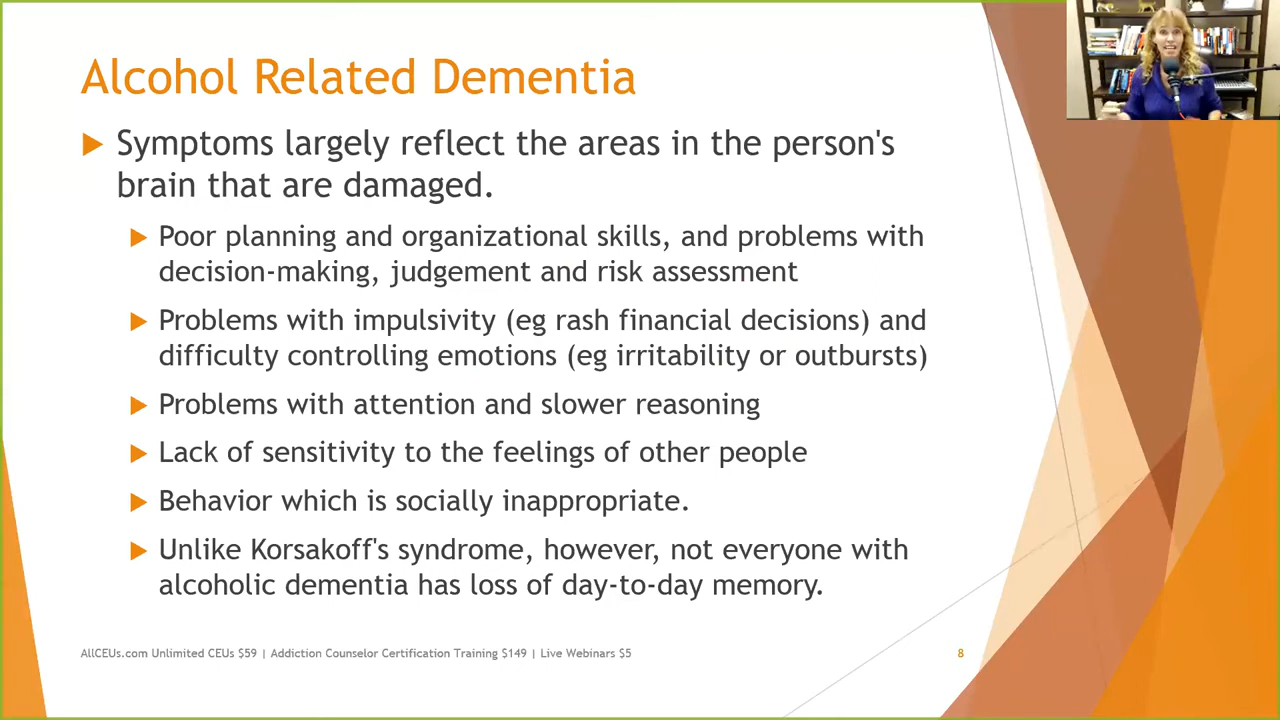 Alcohol Related Dementia
Symptoms largely reflect the areas in the person's
brain that are damaged.
Poor planning and organizational skills, and problems with
decision-making, judgement and risk assessment
Problems with impulsivity (eg rash financial decisions) and
difficulty controlling emotions (eg irritability or outbursts)
Problems with attention and slower reasoning
Lack of sensitivity to the feelings of other people
Behavior which is socially inappropriate.
Unlike Korsakoff's syndrome, however, not everyone with
alcoholic dementia has loss of day-to-day memory.
AllCEUs.com Unlimited CEUs $59 | Addiction Counselor Certification Training $149 | Live Webinars $5
8